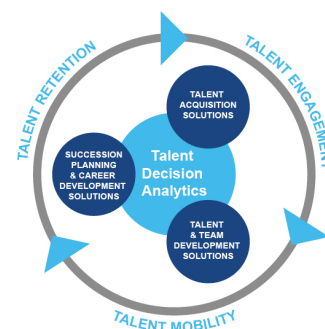 TALENT RETENTION
TALENT ENGAGEMENT
TALENT
ACQUISITION
SOLUTIONS
SUCCESSION
PLANNING
& CAREER
DEVELOPMENT
SOLUTIONS
Talent
Decision
Analytics
TALENT
& TEAM
DEVELOPMENT
SOLUTIONS
TALENT MOBILITY